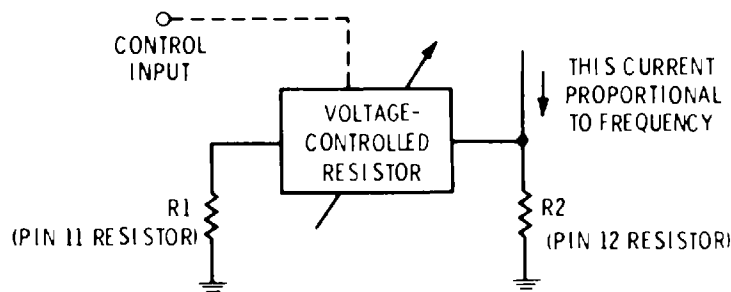 CONTROL
INPUT
VOLTAGE-
CONTROLLED
RESISTOR
THIS CURRENT
PROPORTIONAL
TO FREQUENCY
R1
(PIN 11 RESISTOR)
R2
(PIN 12 RESISTOR)